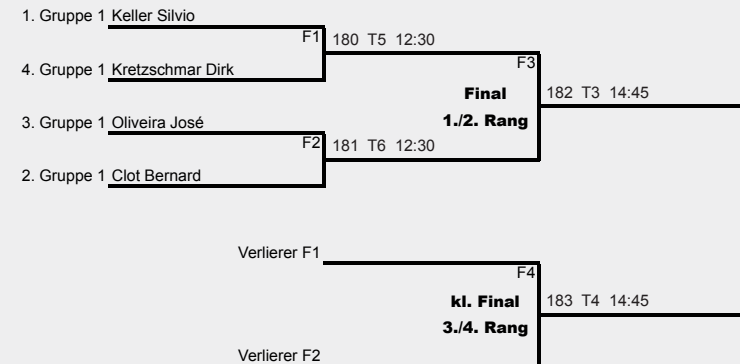 1. Gruppe 1 Keller Silvio
F1 180 T5 12:30
4. Gruppe 1 Kretzschmar Dirk
F3
Final 182 T3 14:45
1./2. Rang
3. Gruppe 1 Oliveira José
F2 181 T6 12:30
2. Gruppe 1 Clot Bernard
Verlierer F1
F4
kl. Final 183 T4 14:45
3./4. Rang
Verlierer F2